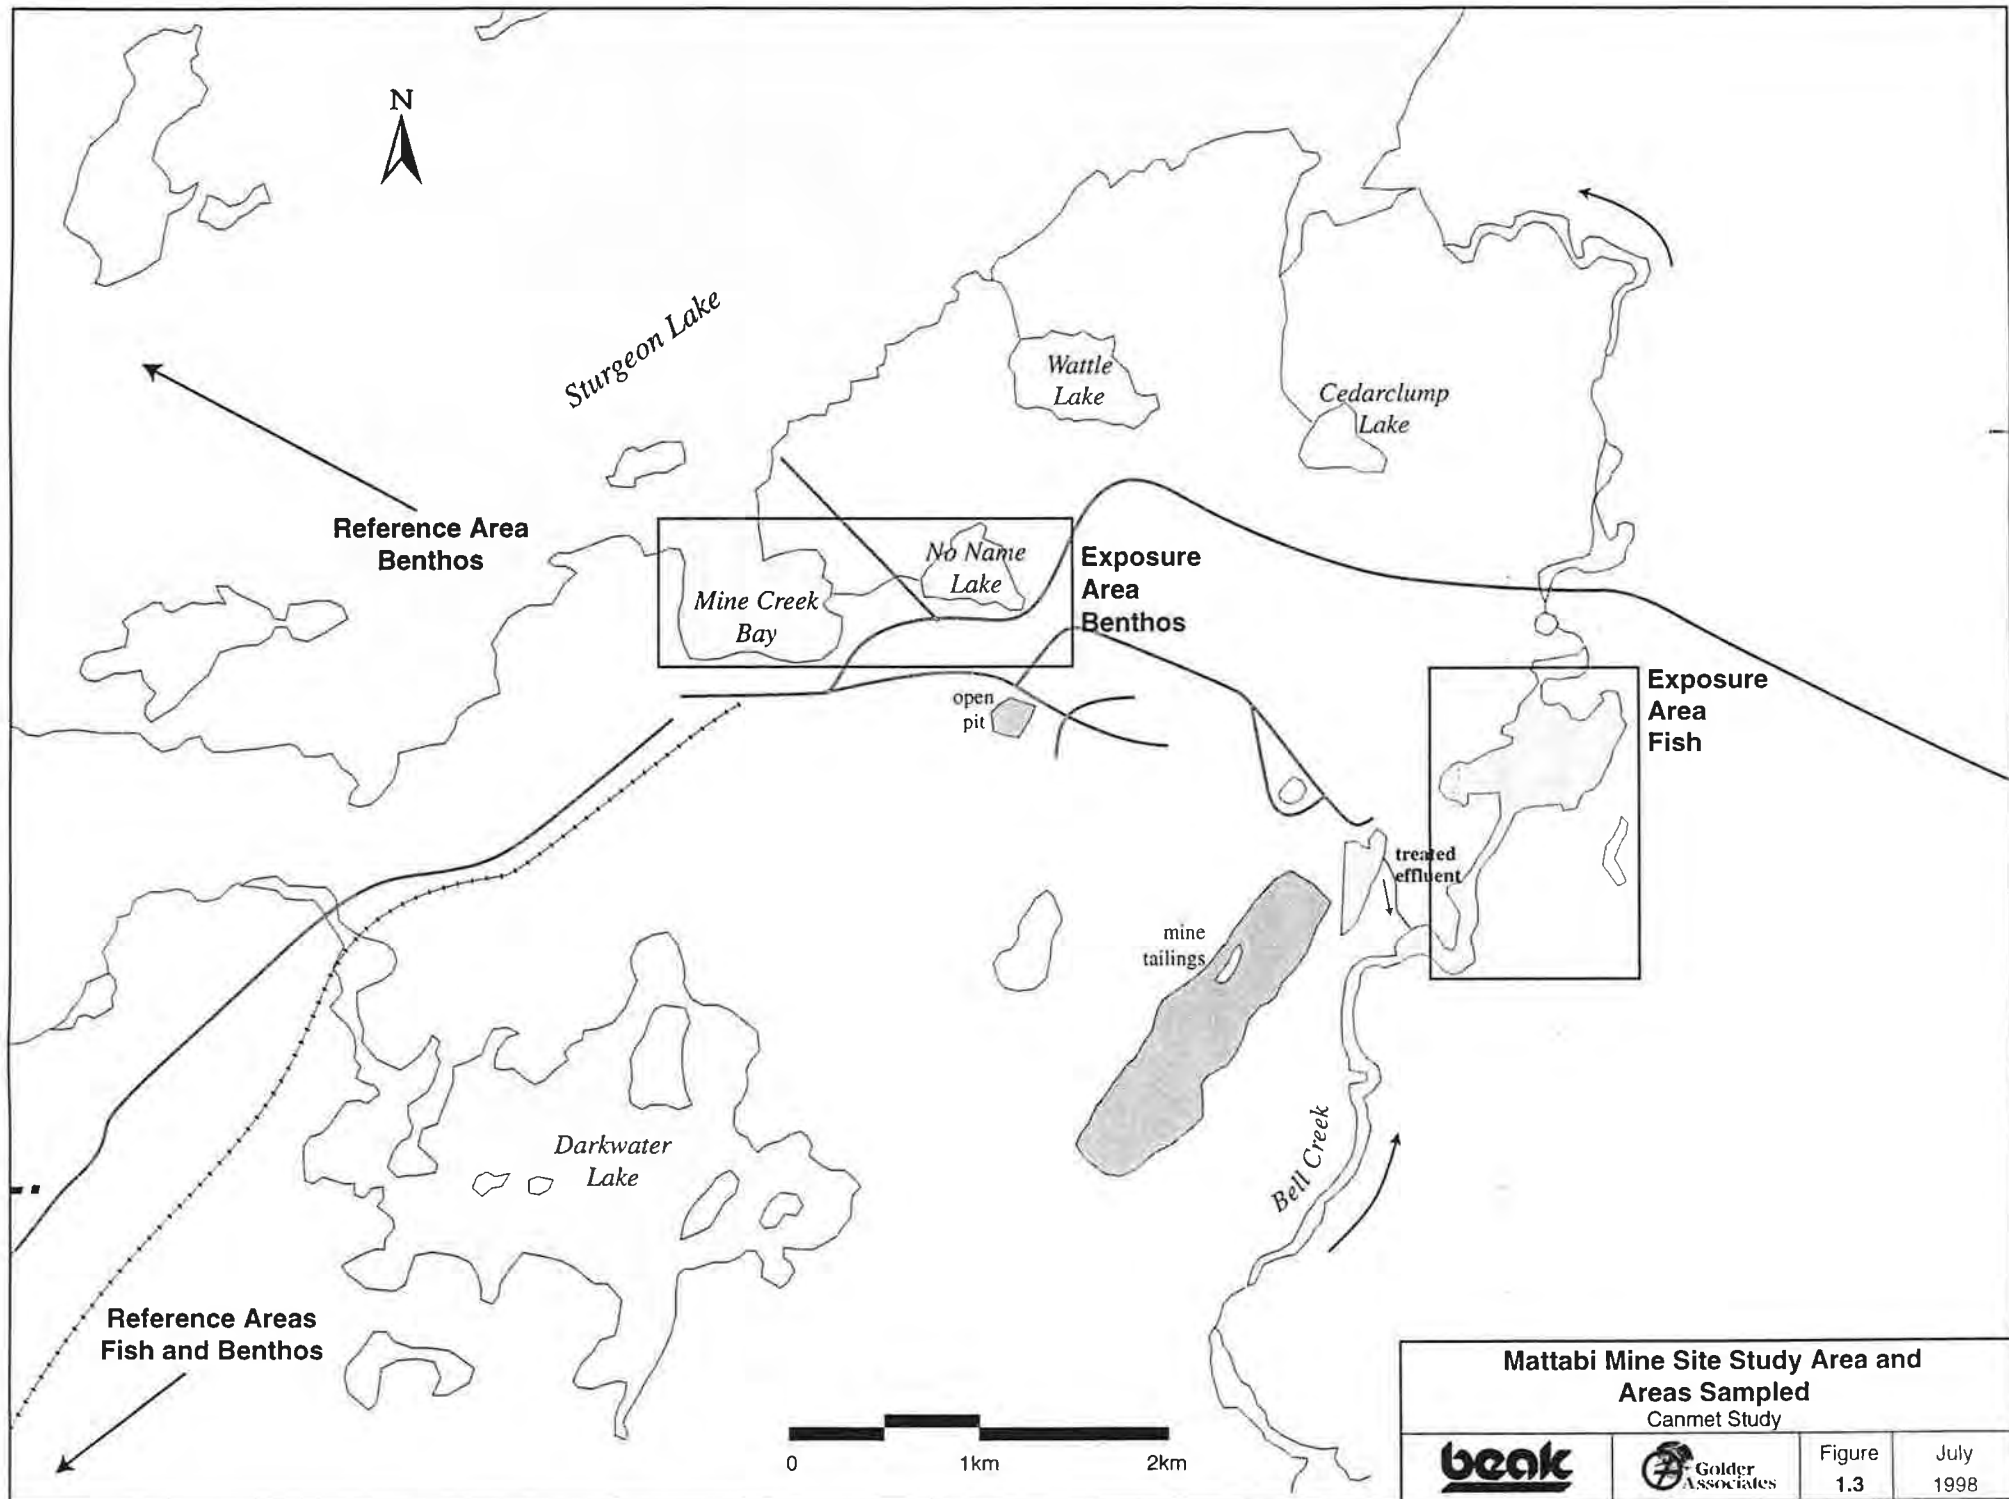 N
Sturgeon Lake
Wattle
Lake
Cedarclump
Lake
Reference Area
Benthos
No Name
Lake
Exposure
Area
Benthos
Mine Creek
Bay
open
pit
Exposure
Area
Fish
treated
effluent
mine
tailings
Bell Creek
Darkwater
Lake
Reference Areas
Fish and Benthos
0 1km 2km
Mattabi Mine Site Study Area and
Areas Sampled
Canmet Study
beak
Golder
Associates
Figure
1.3
July
1998